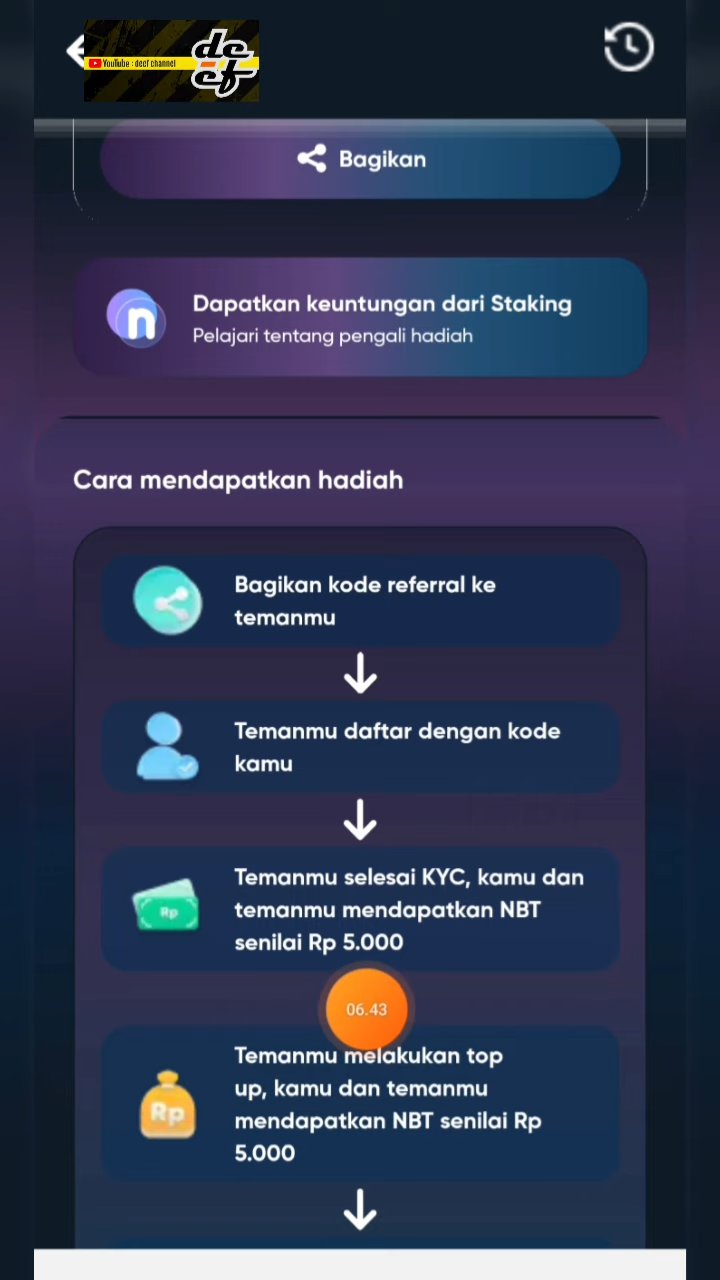 de
cf
YouTube : decf channel
Bagikan
n
Dapatkan keuntungan dari Staking
Pelajari tentang pengali hadiah
Cara mendapatkan hadiah
Bagikan kode referral ke
temanmu
Temanmu daftar dengan kode
kamu
Rp
Temanmu selesai KYC, kamu dan
temanmu mendapatkan NBT
senilai Rp 5.000
06.43
Rp
Temanmu melakukan top
up, kamu dan temanmu
mendapatkan NBT senilai Rp
5.000